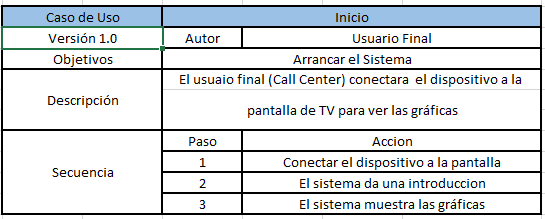 Caso de Uso Inicio
Versión 1.0 Autor Usuario Final
Objetivos Arrancar el Sistema
Descripción El usuaio final (Call Center) conectara el dispositivo a la
pantalla de TV para ver las gráficas
Secuencia Paso Accion
1 Conectar el dispositivo a la pantalla
2 El sistema da una introduccion
3 El sistema muestra las gráficas